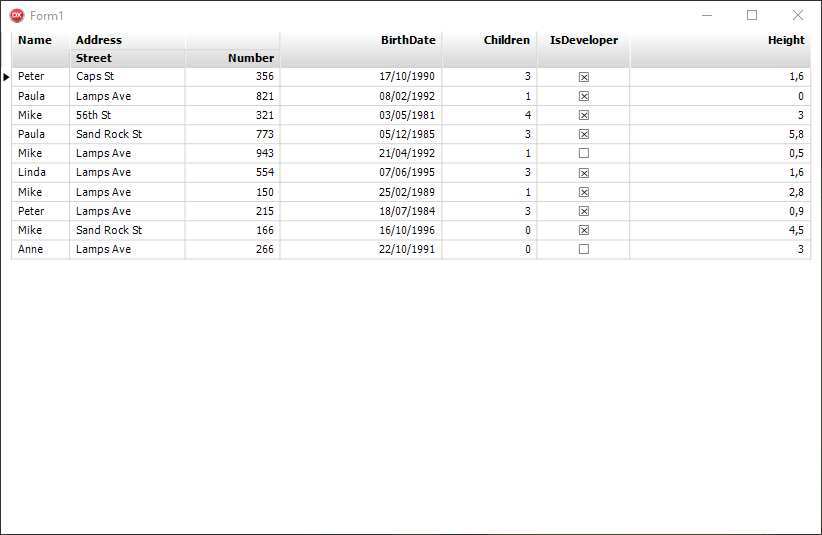 DX Form1
Name Address BirthDate Children IsDeveloper Height
Street Number
Peter Caps St 356 17/10/1990 3 1,6
Paula Lamps Ave 821 08/02/1992 1 0
Mike 56th St 321 03/05/1981 4 3
Paula Sand Rock St 773 05/12/1985 3 5,8
Mike Lamps Ave 943 21/04/1992 1 0,5
Linda Lamps Ave 554 07/06/1995 3 1,6
Mike Lamps Ave 150 25/02/1989 1 2,8
Peter Lamps Ave 215 18/07/1984 3 0,9
Mike Sand Rock St 166 16/10/1996 0 4,5
Anne Lamps Ave 266 22/10/1991 0 3